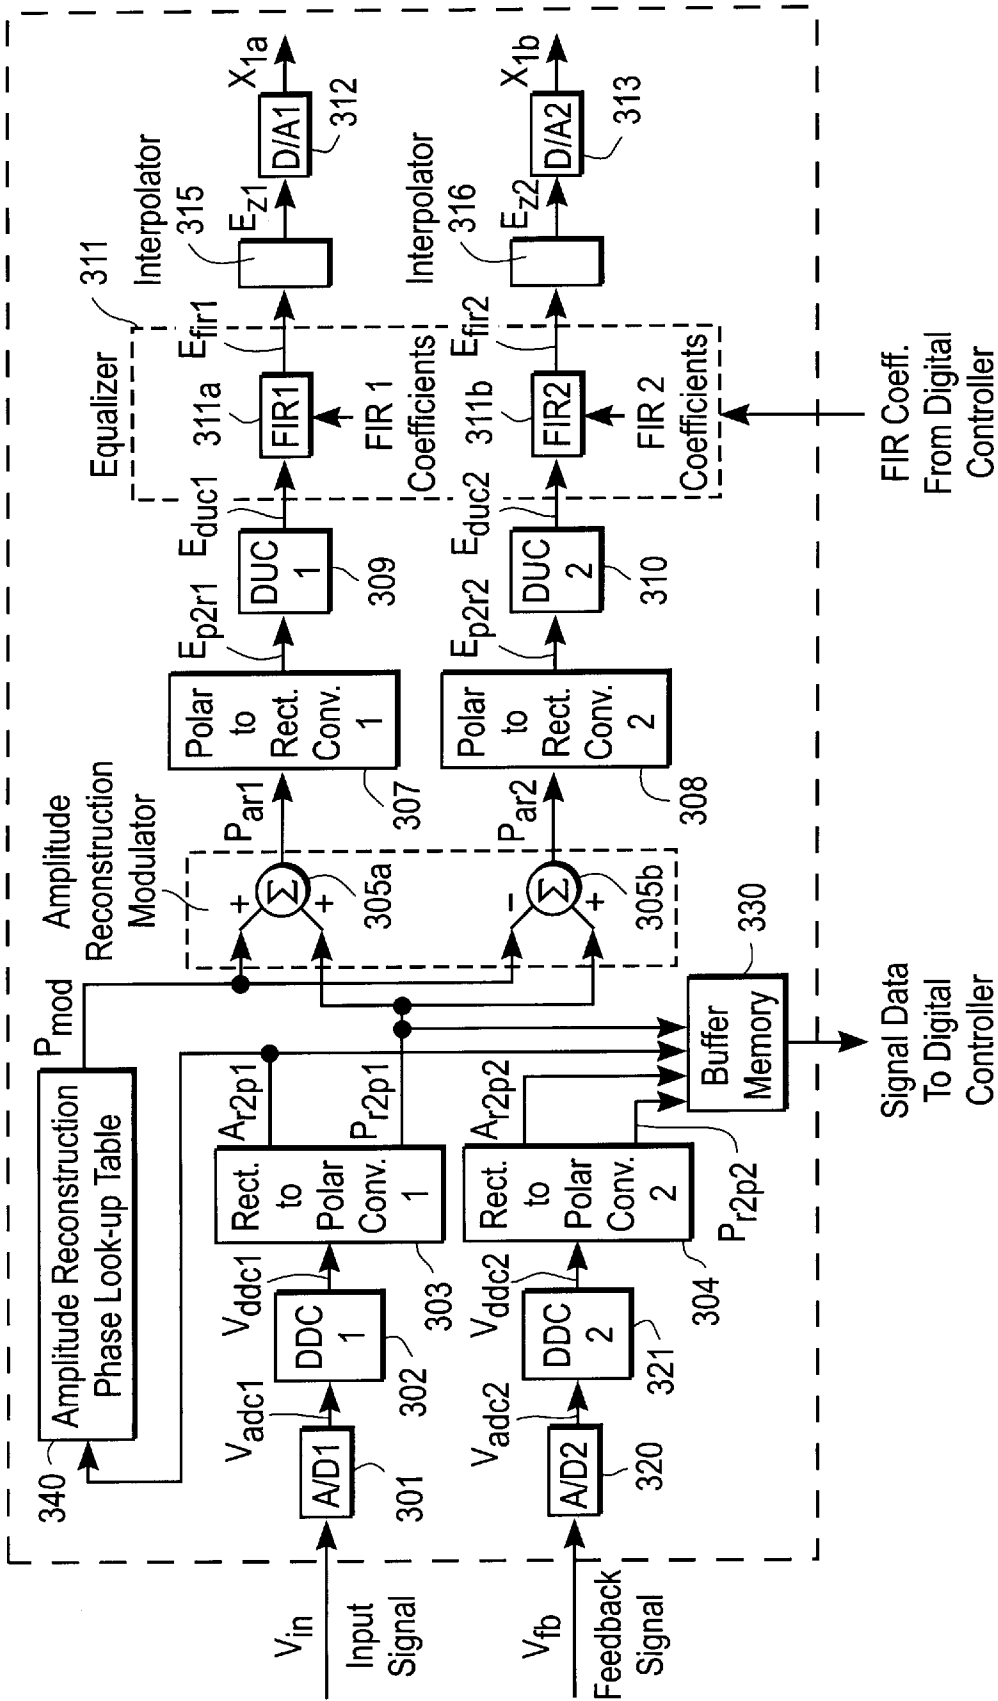 Vin
Input
Signal
Vadc1
A/D1
301
DDC
1
302
Vddc1
Rect.
to
Polar
Conv.
1
303
Ar2p1
Pr2p1
340
Amplitude Reconstruction
Phase Look-up Table
Pmod
Vfb
Feedback
Signal
Vadc2
A/D2
320
DDC
2
321
Vddc2
Rect.
to
Polar
Conv.
2
304
Ar2p2
Pr2p2
Buffer
Memory
330
Signal Data
To Digital
Controller
Amplitude
Reconstruction
Modulator
+
Σ
+
305a
-
Σ
+
305b
Par1
Polar
to
Rect.
Conv.
1
307
Ep2r1
DUC
1
309
Educ1
Par2
Polar
to
Rect.
Conv.
2
308
Ep2r2
DUC
2
310
Educ2
Equalizer
311
311a
FIR1
FIR 1
Coefficients
Efir1
311b
FIR2
FIR 2
Coefficients
Efir2
FIR Coeff.
From Digital
Controller
Interpolator
315
Ez1
D/A1
312
X1a
Interpolator
316
Ez2
D/A2
313
X1b